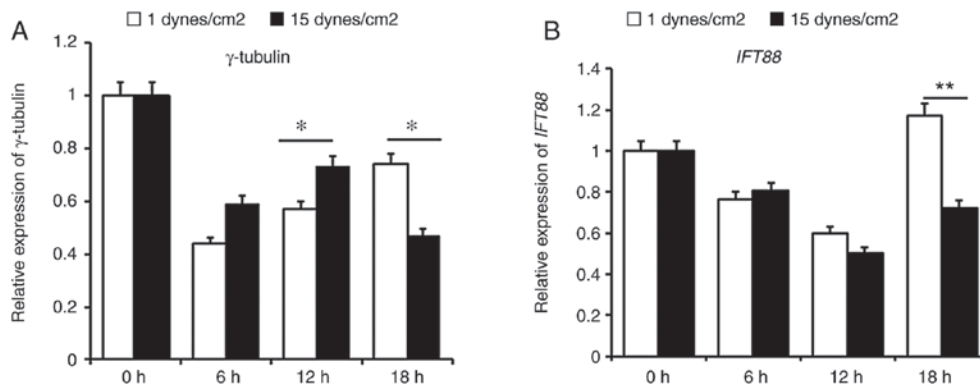 A
1 dynes/cm2 15 dynes/cm2
γ-tubulin
Relative expression of γ-tubulin
1.2
1
0.8
0.6
0.4
0.2
0
* *
0 h 6 h 12 h 18 h
B
1 dynes/cm2 15 dynes/cm2
IFT88
Relative expression of IFT88
1.4
1.2
1
0.8
0.6
0.4
0.2
0
**
0 h 6 h 12 h 18 h